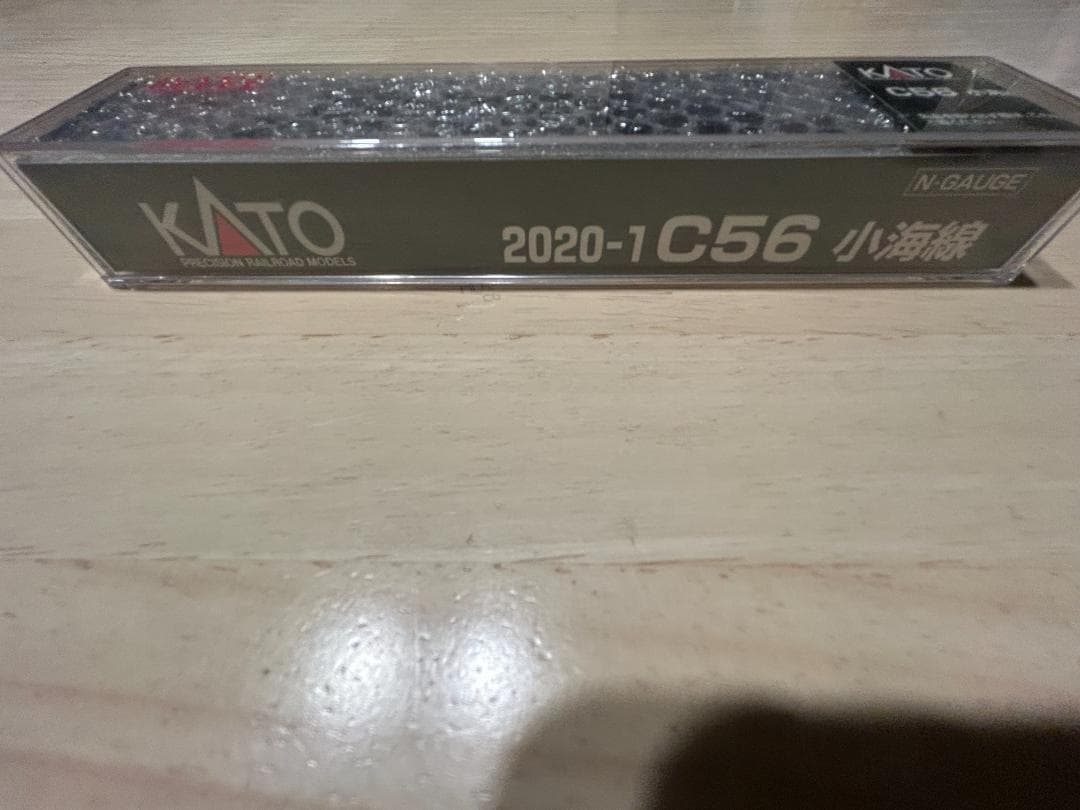 KATO
C56
N-GAUGE
KATO
PRECISION RAILROAD MODELS
2020-1 C56 小海線